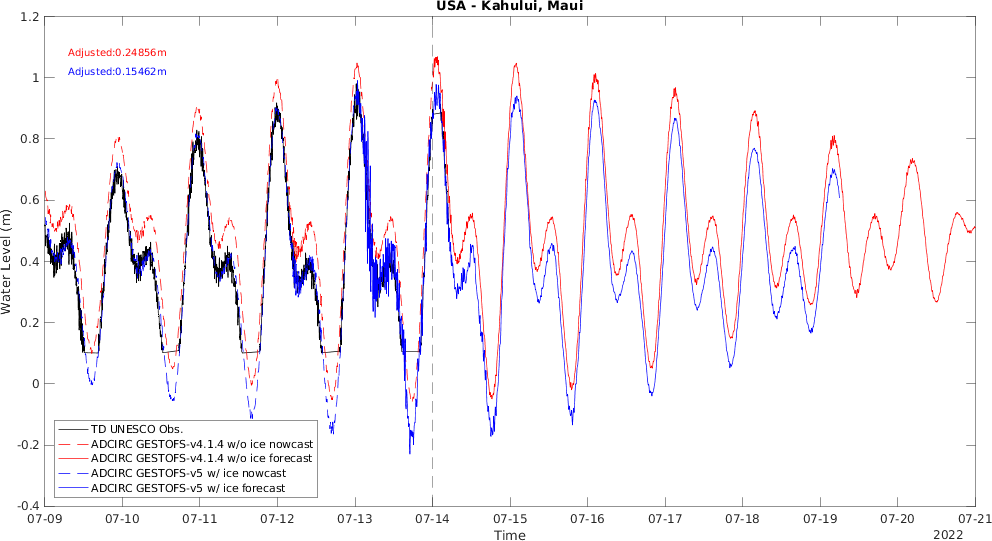 USA - Kahului, Maui
1.2
1
0.8
0.6
0.4
0.2
0
-0.2
-0.4
Water Level (m)
Adjusted:0.24856m
Adjusted:0.15462m
TD UNESCO Obs.
ADCIRC GESTOFS-v4.1.4 w/o ice nowcast
ADCIRC GESTOFS-v4.1.4 w/o ice forecast
ADCIRC GESTOFS-v5 w/ ice nowcast
ADCIRC GESTOFS-v5 w/ ice forecast
07-09 07-10 07-11 07-12 07-13 07-14 07-15 07-16 07-17 07-18 07-19 07-20 07-21
Time
2022